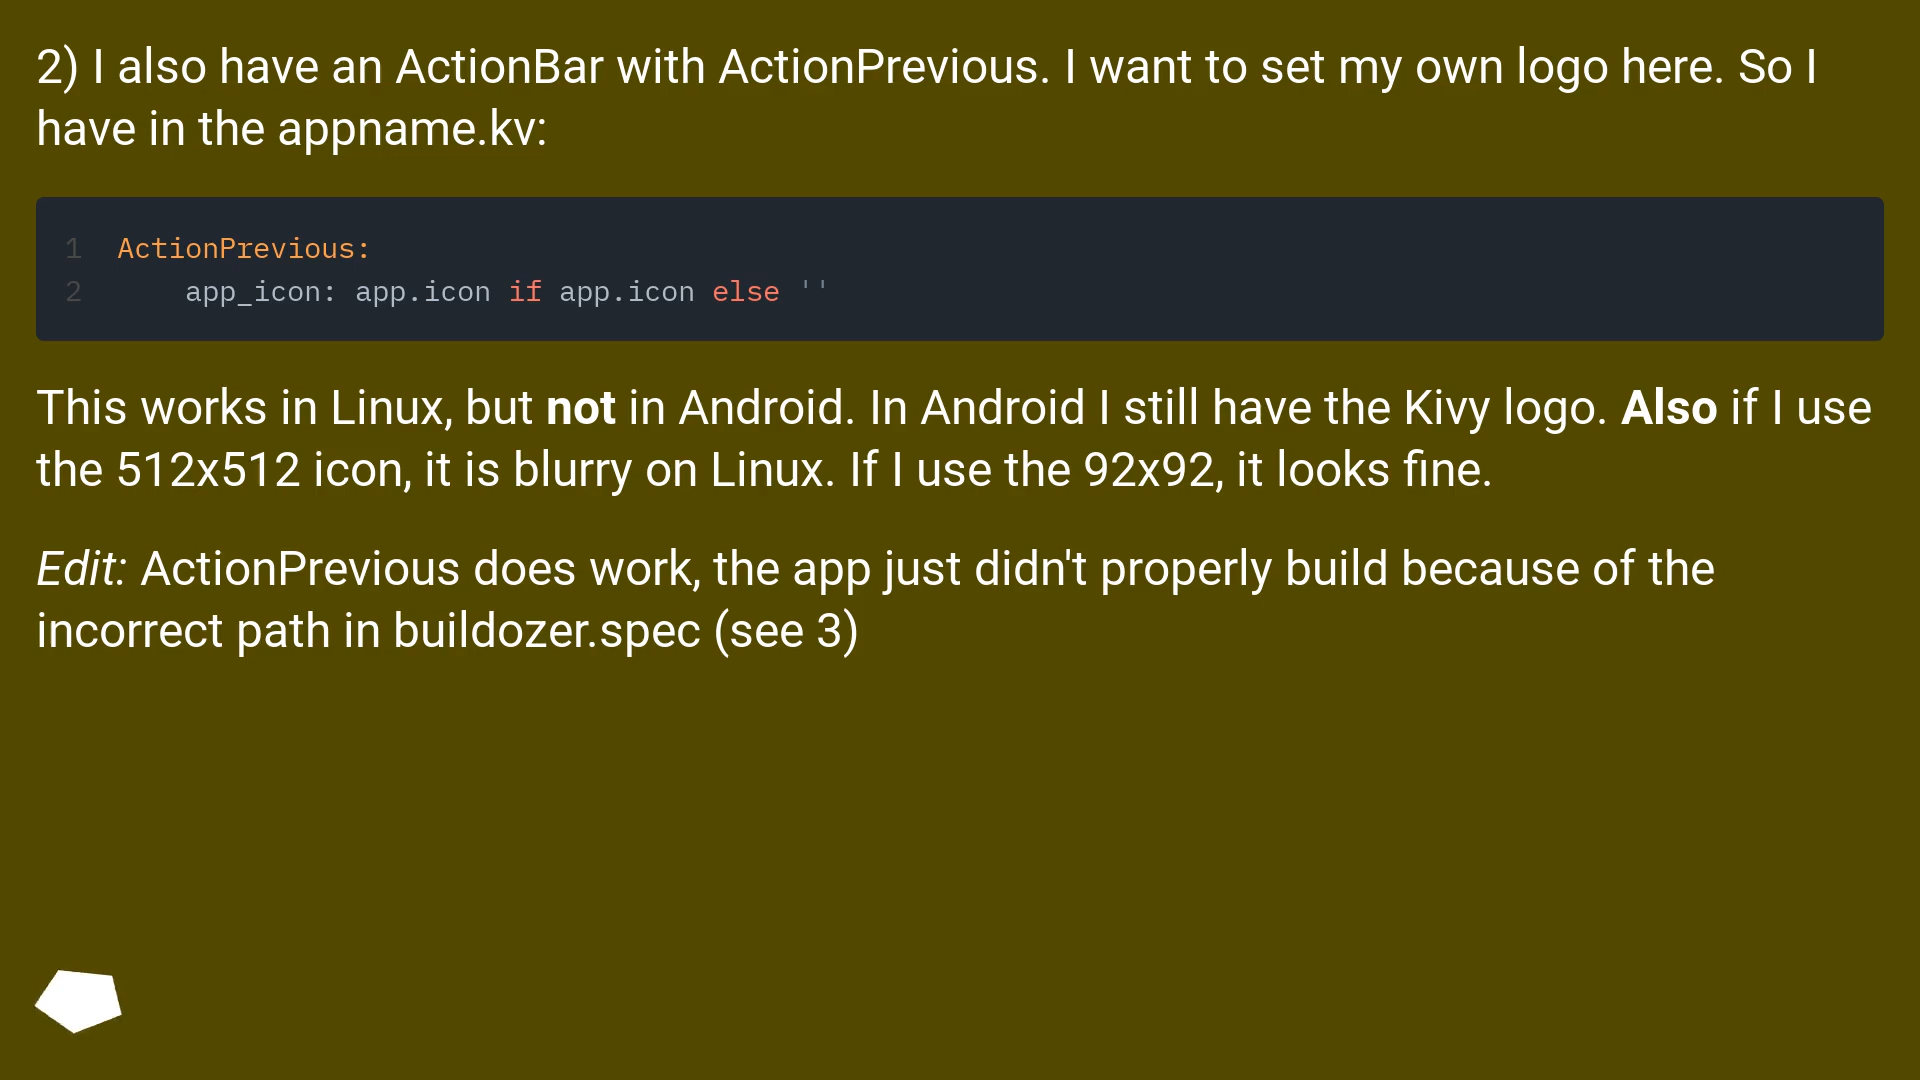 2) I also have an ActionBar with ActionPrevious. I want to set my own logo here. So I
have in the appname.kv:
1 ActionPrevious:
2     app_icon: app.icon if app.icon else ''
This works in Linux, but not in Android. In Android I still have the Kivy logo. Also if I use
the 512x512 icon, it is blurry on Linux. If I use the 92x92, it looks fine.
Edit: ActionPrevious does work, the app just didn't properly build because of the
incorrect path in buildozer.spec (see 3)